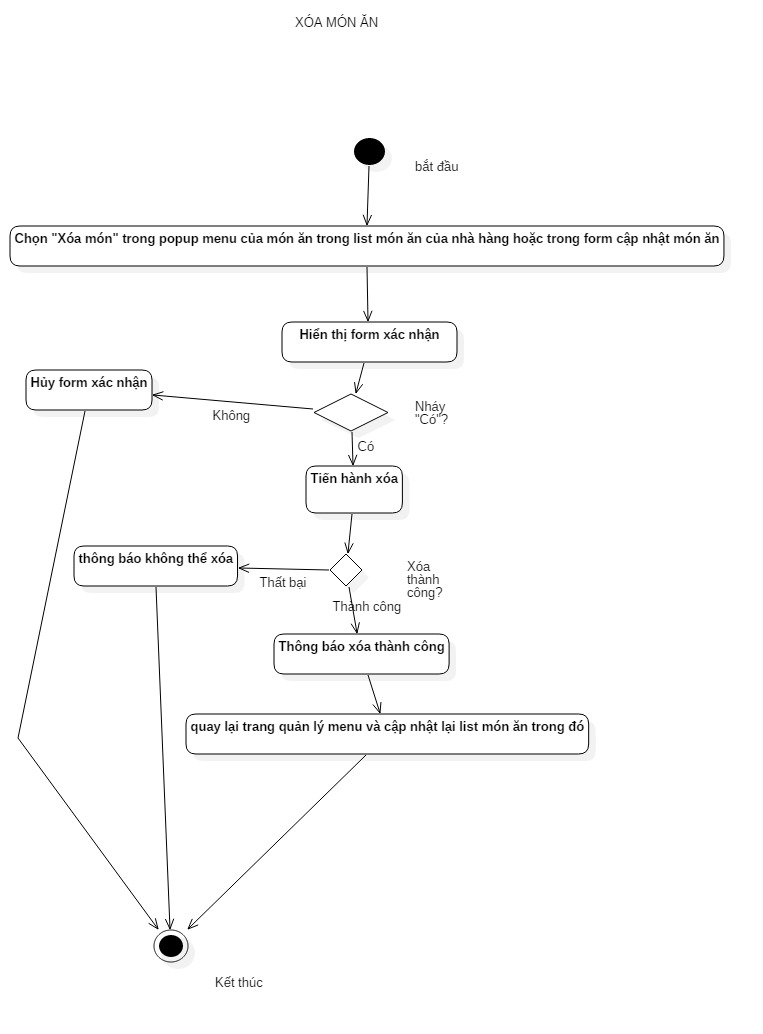 XÓA MÓN ĂN
bắt đầu
Chọn "Xóa món" trong popup menu của món ăn trong list món ăn của nhà hàng hoặc trong form cập nhật món ăn
Hiển thị form xác nhận
Hủy form xác nhận
Nháy
"Có"?
Không
Có
Tiến hành xóa
thông báo không thể xóa
Xóa
thành
công?
Thất bại
Thành công
Thông báo xóa thành công
quay lại trang quản lý menu và cập nhật lại list món ăn trong đó
Kết thúc